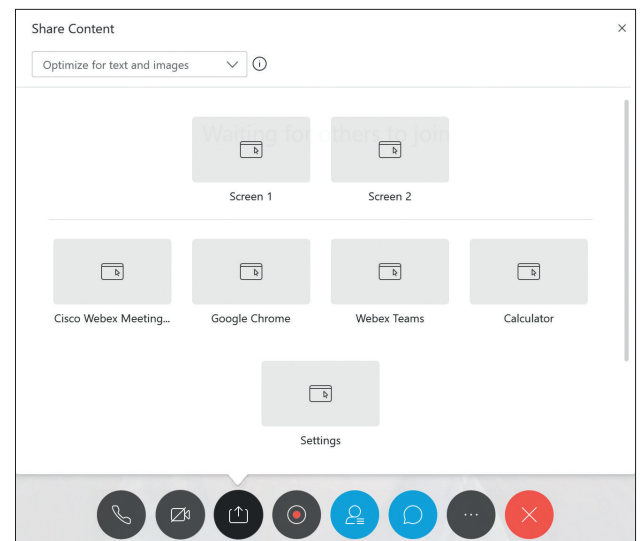 Share Content
Optimize for text and images
Waiting for others to join
Screen 1 Screen 2
Cisco Webex Meeting... Google Chrome Webex Teams Calculator
Settings